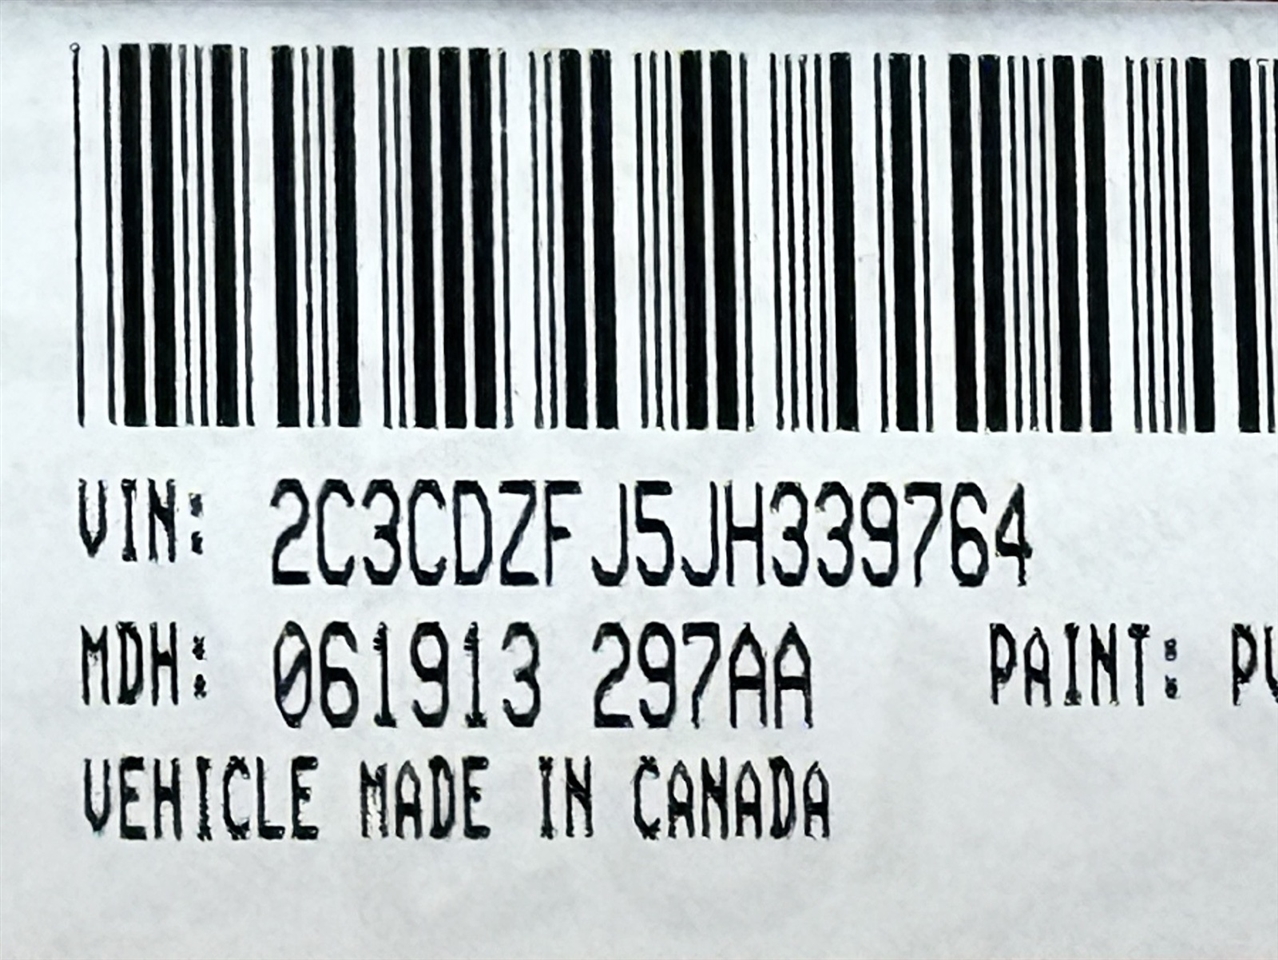 VIN: 2C3CDZFJ5JH339764
MDH: 061913 297AA PAINT:
VEHICLE MADE IN CANADA